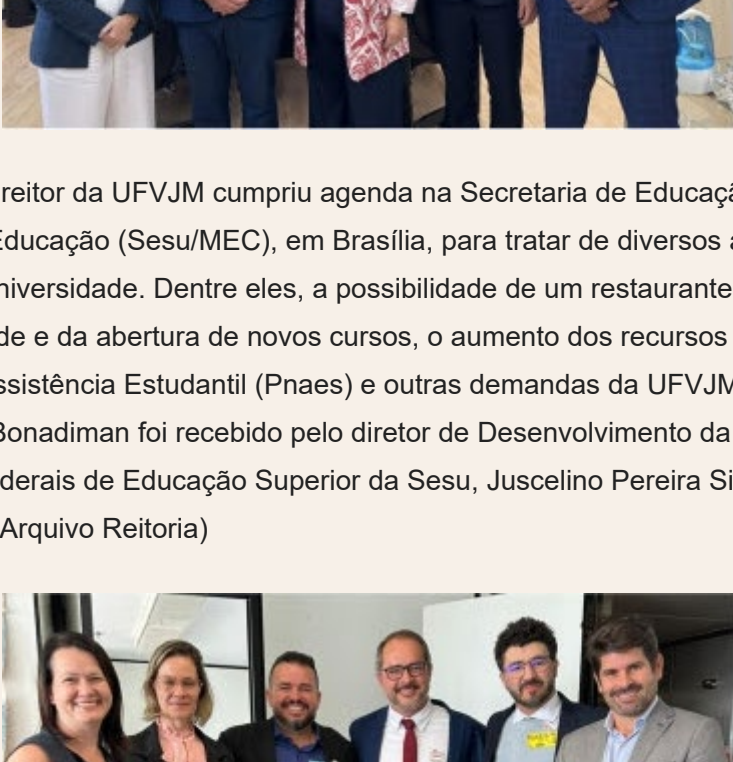 reitor da UFVJM cumpriu agenda na Secretaria de Educaçã
Educação (Sesu/MEC), em Brasília, para tratar de diversos a
niversidade. Dentre eles, a possibilidade de um restaurante
de e da abertura de novos cursos, o aumento dos recursos
ssistência Estudantil (Pnaes) e outras demandas da UFVJM
Bonadiman foi recebido pelo diretor de Desenvolvimento da
derais de Educação Superior da Sesu, Juscelino Pereira Si
Arquivo Reitoria)